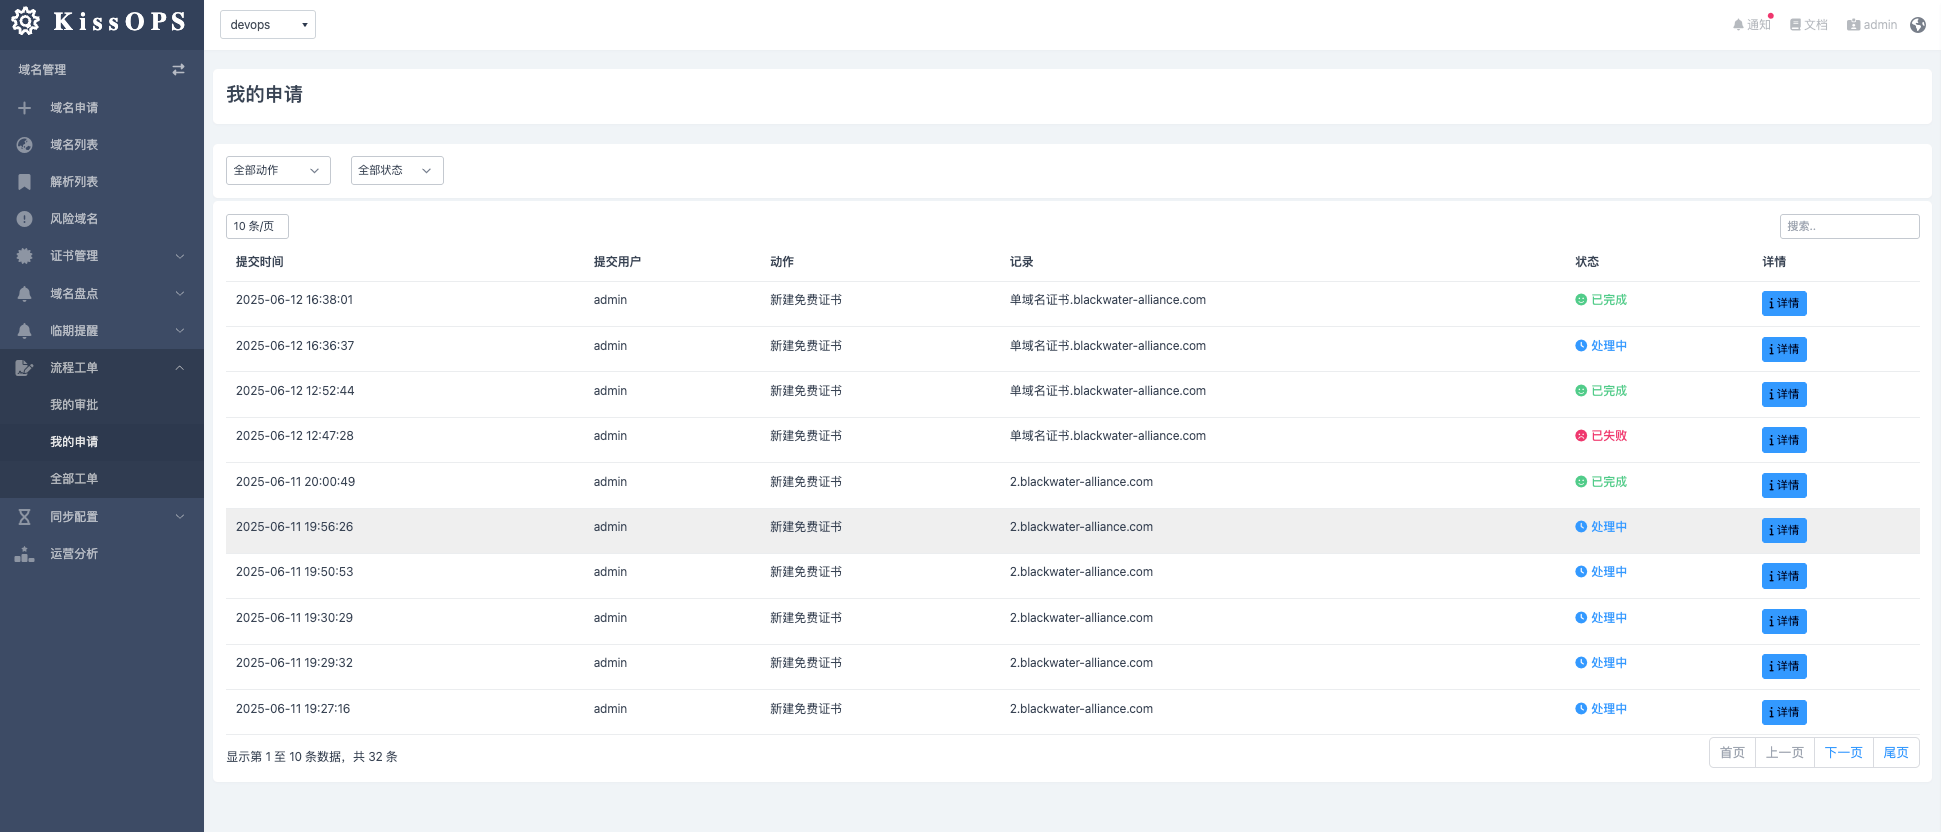 KissOPS
devops
通知
文档
admin
域名管理
域名申请
域名列表
解析列表
风险域名
证书管理
域名盘点
临期提醒
流程工单
我的审批
我的申请
全部工单
同步配置
运营分析
我的申请
全部动作 全部状态
10 条/页 搜索..
提交时间 提交用户 动作 记录 状态 详情
2025-06-12 16:38:01 admin 新建免费证书 单域名证书.blackwater-alliance.com 已完成 详情
2025-06-12 16:36:37 admin 新建免费证书 单域名证书.blackwater-alliance.com 处理中 详情
2025-06-12 12:52:44 admin 新建免费证书 单域名证书.blackwater-alliance.com 已完成 详情
2025-06-12 12:47:28 admin 新建免费证书 单域名证书.blackwater-alliance.com 已失败 详情
2025-06-11 20:00:49 admin 新建免费证书 2.blackwater-alliance.com 已完成 详情
2025-06-11 19:56:26 admin 新建免费证书 2.blackwater-alliance.com 处理中 详情
2025-06-11 19:50:53 admin 新建免费证书 2.blackwater-alliance.com 处理中 详情
2025-06-11 19:30:29 admin 新建免费证书 2.blackwater-alliance.com 处理中 详情
2025-06-11 19:29:32 admin 新建免费证书 2.blackwater-alliance.com 处理中 详情
2025-06-11 19:27:16 admin 新建免费证书 2.blackwater-alliance.com 处理中 详情
显示第 1 至 10 条数据，共 32 条
首页 上一页 下一页 尾页